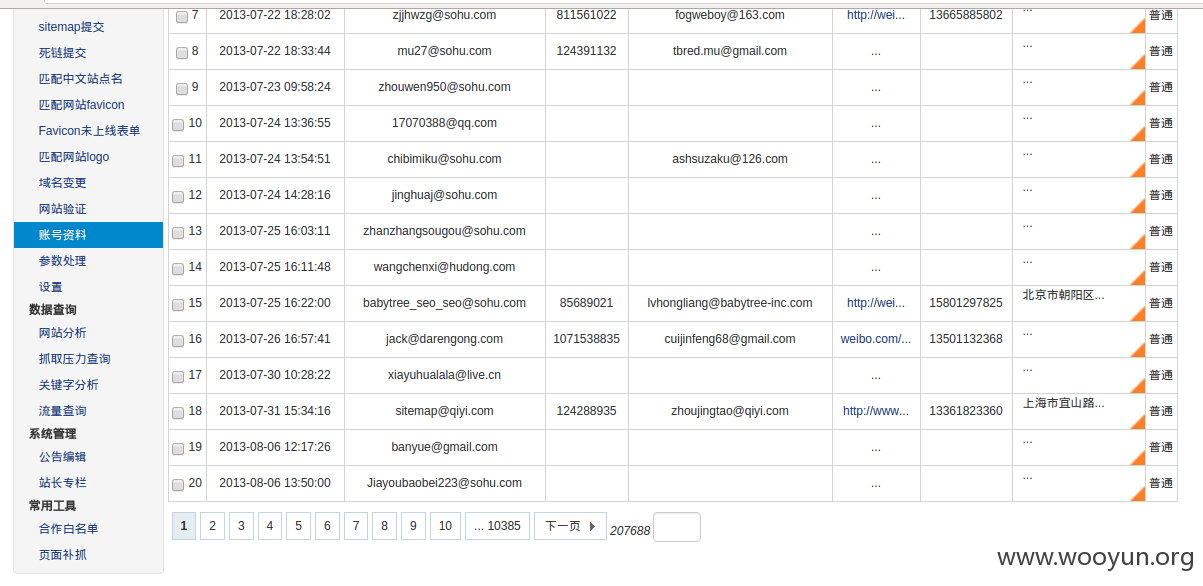 sitemap提交
死链提交
匹配中文站点名
匹配网站favicon
Favicon未上线表单
匹配网站logo
域名变更
网站验证
账号资料
参数处理
设置
数据查询
网站分析
抓取压力查询
关键字分析
流量查询
系统管理
公告编辑
站长专栏
常用工具
合作白名单
页面补抓
7 2013-07-22 18:28:02 zjjhwzg@sohu.com 811561022 fogweboy@163.com http://wei... 13665885802 ... 普通
8 2013-07-22 18:33:44 mu27@sohu.com 124391132 tbred.mu@gmail.com ... ... 普通
9 2013-07-23 09:58:24 zhouwen950@sohu.com ... ... 普通
10 2013-07-24 13:36:55 17070388@qq.com ... ... 普通
11 2013-07-24 13:54:51 chibimiku@sohu.com ashsuzaku@126.com ... ... 普通
12 2013-07-24 14:28:16 jinghuaj@sohu.com ... ... 普通
13 2013-07-25 16:03:11 zhanzhangsougou@sohu.com ... ... 普通
14 2013-07-25 16:11:48 wangchenxi@hudong.com ... ... 普通
15 2013-07-25 16:22:00 babytree_seo_seo@sohu.com 85689021 lvhongliang@babytree-inc.com http://wei... 15801297825 北京市朝阳区... 普通
16 2013-07-26 16:57:41 jack@darengong.com 1071538835 cuijinfeng68@gmail.com weibo.com/... 13501132368 ... 普通
17 2013-07-30 10:28:22 xiayuhualala@live.cn ... ... 普通
18 2013-07-31 15:34:16 sitemap@qiyi.com 124288935 zhoujingtao@qiyi.com http://www... 13361823360 上海市宜山路... 普通
19 2013-08-06 12:17:26 banyue@gmail.com ... ... 普通
20 2013-08-06 13:50:00 Jiayoubaobei223@sohu.com ... ... 普通
1 2 3 4 5 6 7 8 9 10 ... 10385 下一页 207688
www.wooyun.org